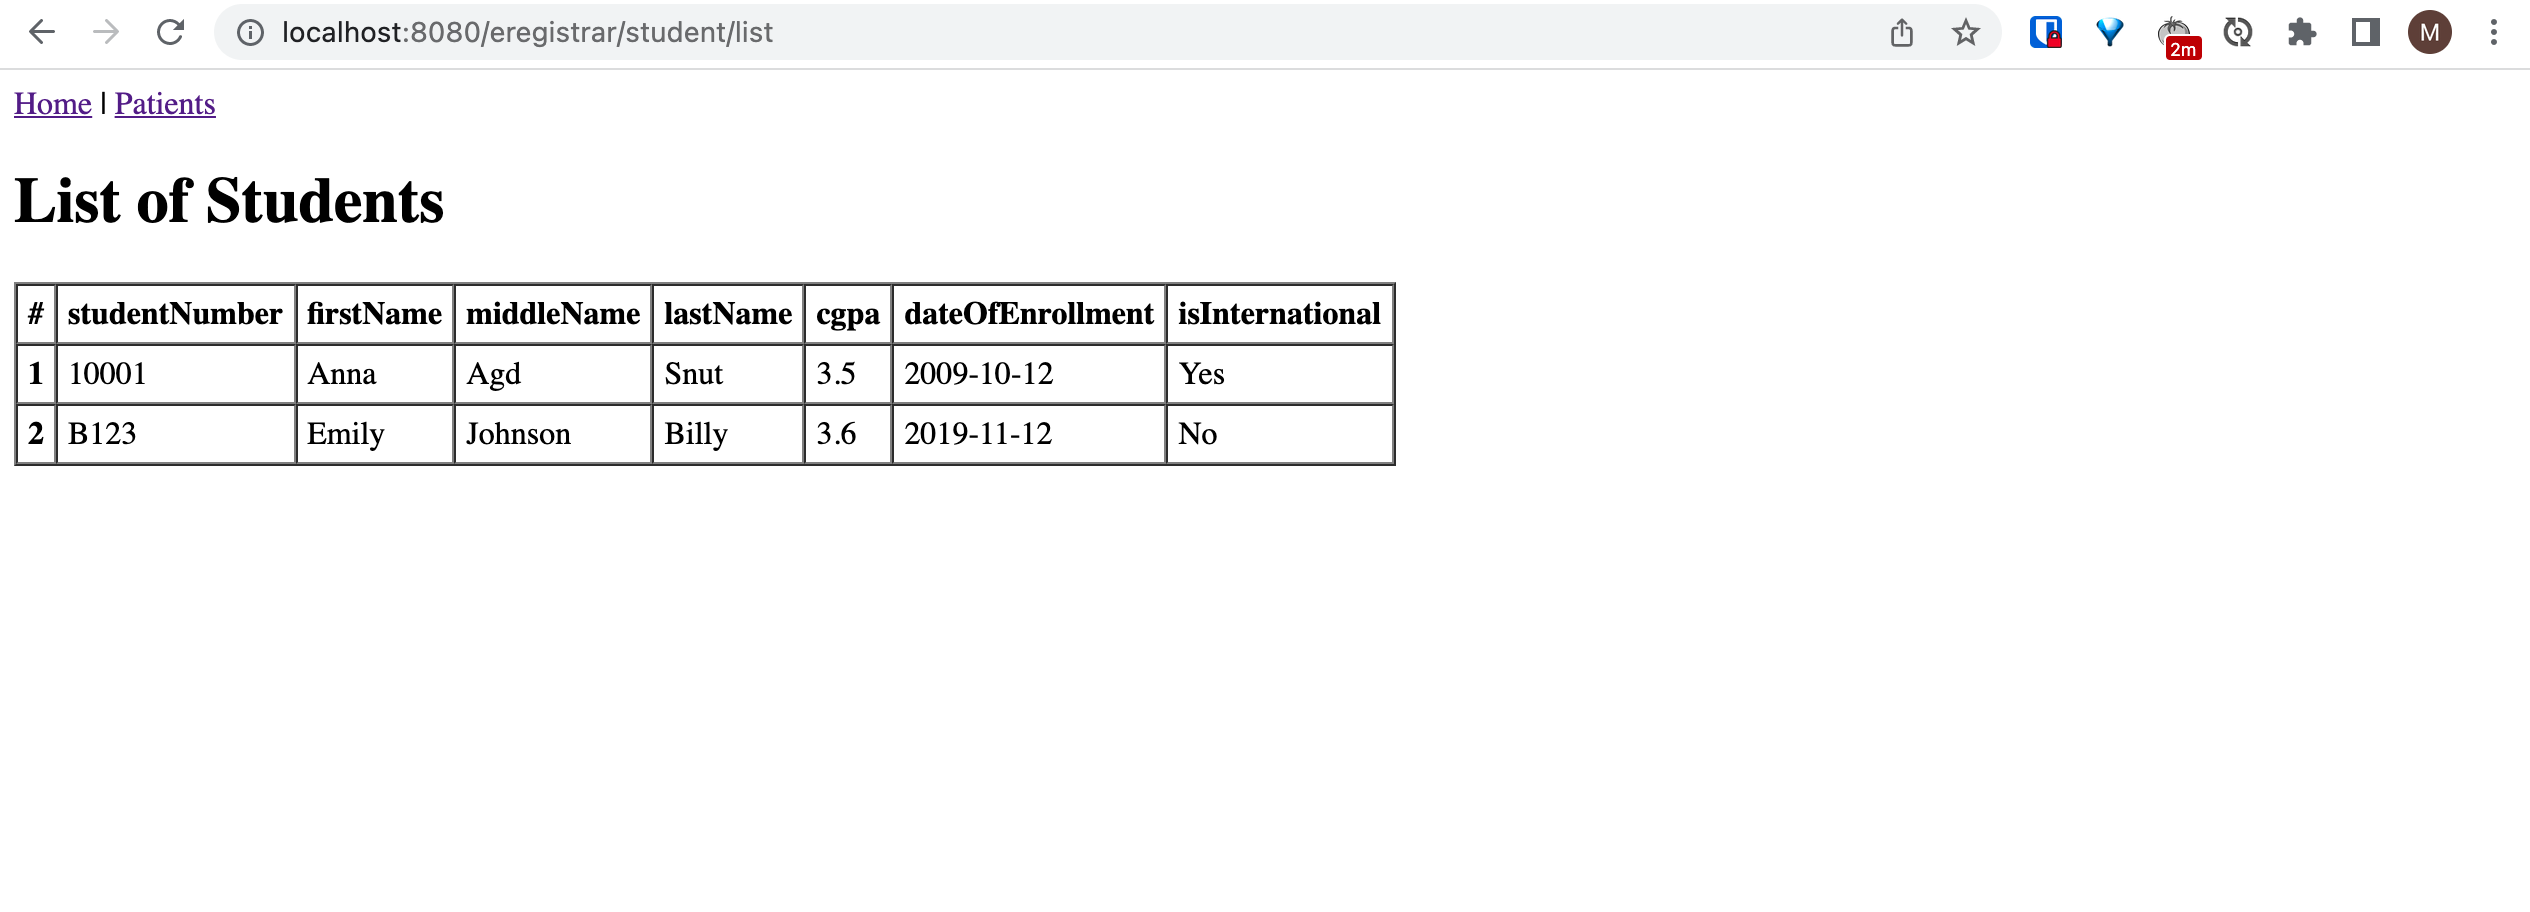 localhost:8080/eregistrar/student/list 2m M
Home | Patients
List of Students
# studentNumber firstName middleName lastName cgpa dateOfEnrollment isInternational
1 10001 Anna Agd Snut 3.5 2009-10-12 Yes
2 B123 Emily Johnson Billy 3.6 2019-11-12 No